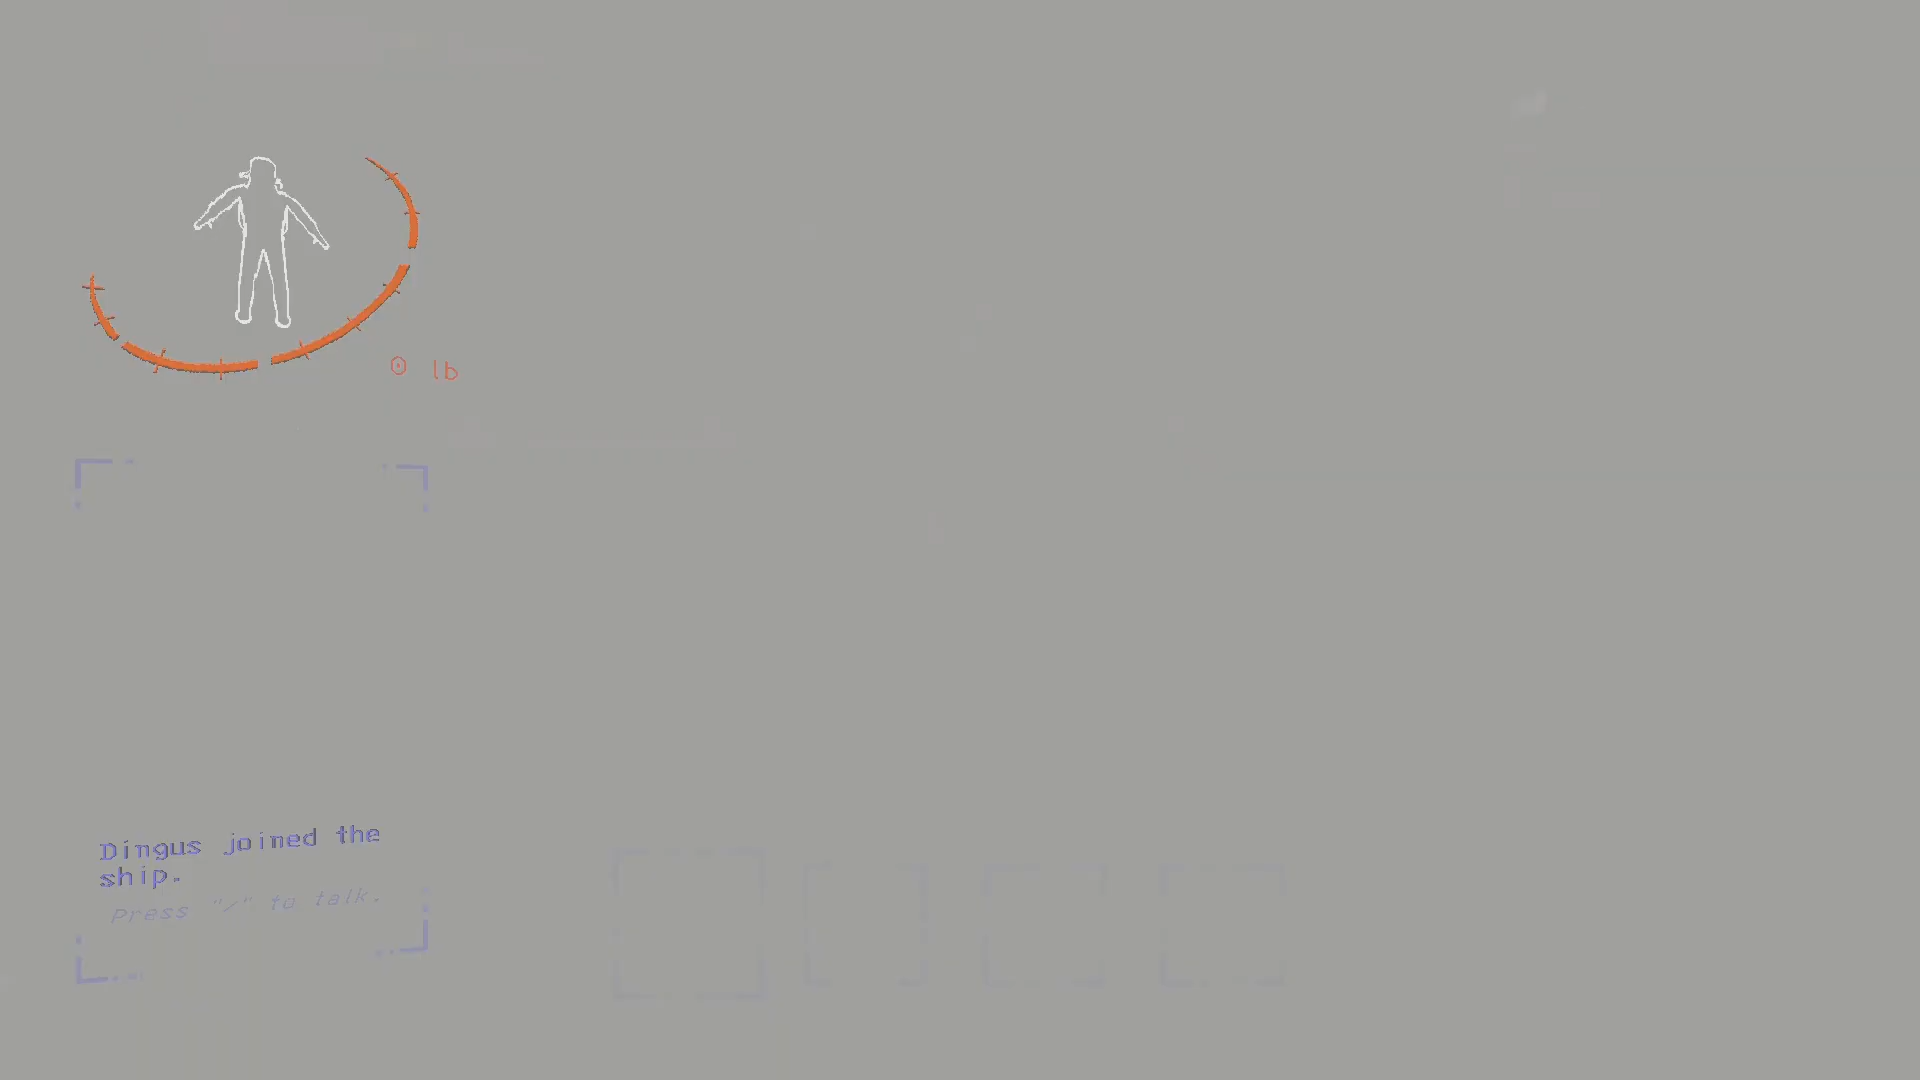 0 lb
Dingus joined the
ship.
Press "/" to talk.